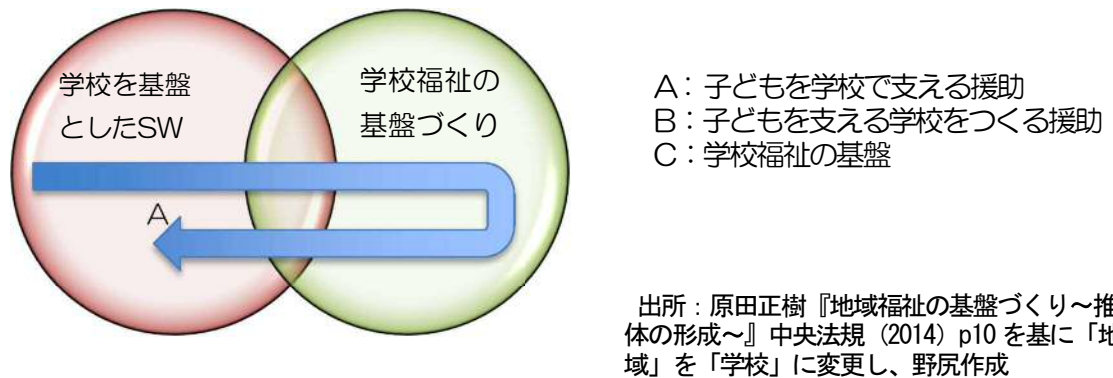 学校を基盤
としたSW
学校福祉の
基盤づくり
A
A：子どもを学校で支える援助
B：子どもを支える学校をつくる援助
C：学校福祉の基盤
出所：原田正樹『地域福祉の基盤づくり～推
体の形成～』中央法規（2014）p10 を基に「地
域」を「学校」に変更し、野尻作成